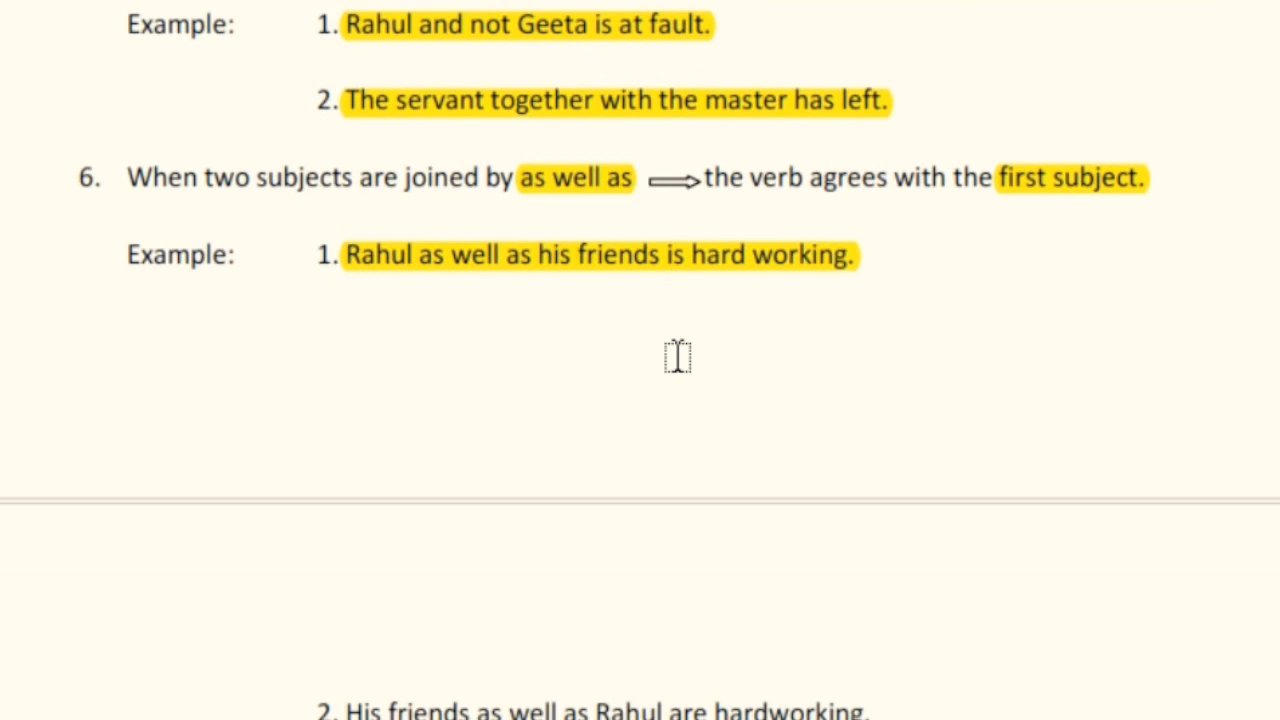 Example: 1. Rahul and not Geeta is at fault.
2. The servant together with the master has left.
6. When two subjects are joined by as well as ⟹ the verb agrees with the first subject.
Example: 1. Rahul as well as his friends is hard working.
2. His friends as well as Rahul are hardworking.